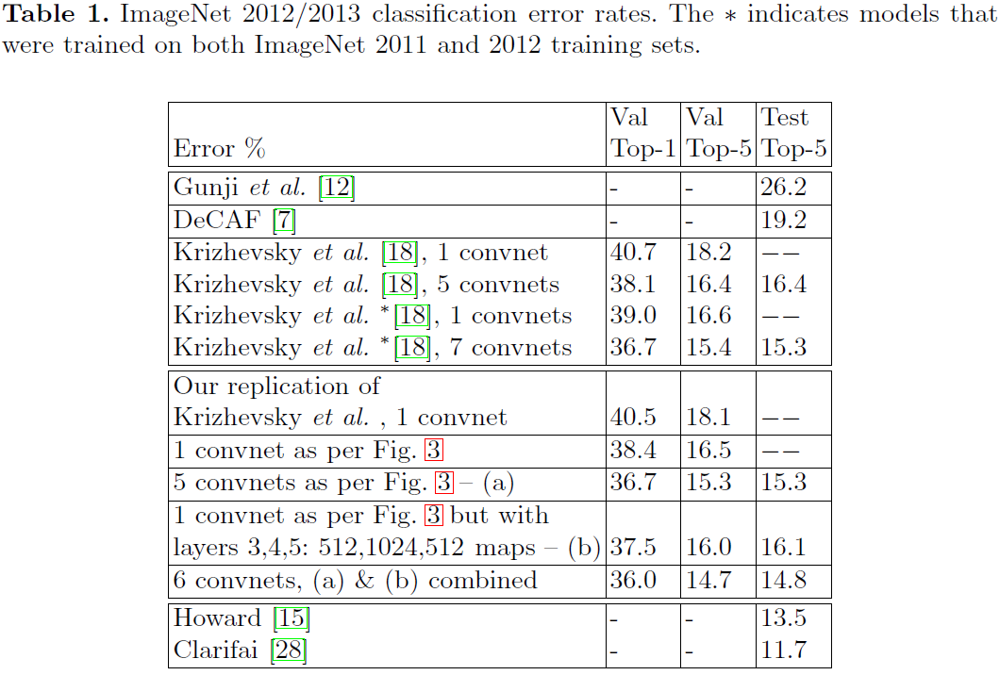 Table 1. ImageNet 2012/2013 classification error rates. The * indicates models that
were trained on both ImageNet 2011 and 2012 training sets.
Val Val Test
Error % Top-1 Top-5 Top-5
Gunji et al. [12] - - 26.2
DeCAF [7] - - 19.2
Krizhevsky et al. [18], 1 convnet 40.7 18.2 −−
Krizhevsky et al. [18], 5 convnets 38.1 16.4 16.4
Krizhevsky et al. *[18], 1 convnets 39.0 16.6 −−
Krizhevsky et al. *[18], 7 convnets 36.7 15.4 15.3
Our replication of
Krizhevsky et al. , 1 convnet 40.5 18.1 −−
1 convnet as per Fig. 3 38.4 16.5 −−
5 convnets as per Fig. 3 – (a) 36.7 15.3 15.3
1 convnet as per Fig. 3 but with
layers 3,4,5: 512,1024,512 maps – (b) 37.5 16.0 16.1
6 convnets, (a) & (b) combined 36.0 14.7 14.8
Howard [15] - - 13.5
Clarifai [28] - - 11.7